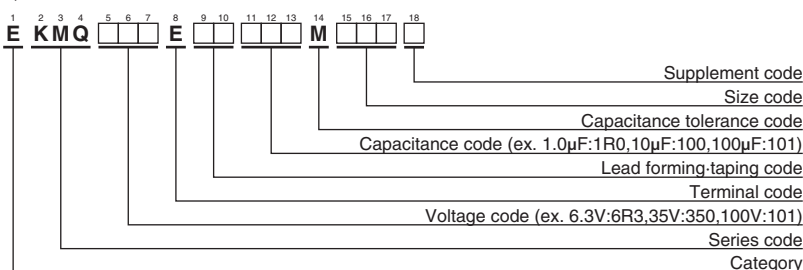 1 2 3 4 5 6 7 8 9 10 11 12 13 14 15 16 17 18
E KMQ □□□ E □□ □□□ M □□□ □
Supplement code
Size code
Capacitance tolerance code
Capacitance code (ex. 1.0μF:1R0,10μF:100,100μF:101)
Lead forming·taping code
Terminal code
Voltage code (ex. 6.3V:6R3,35V:350,100V:101)
Series code
Category